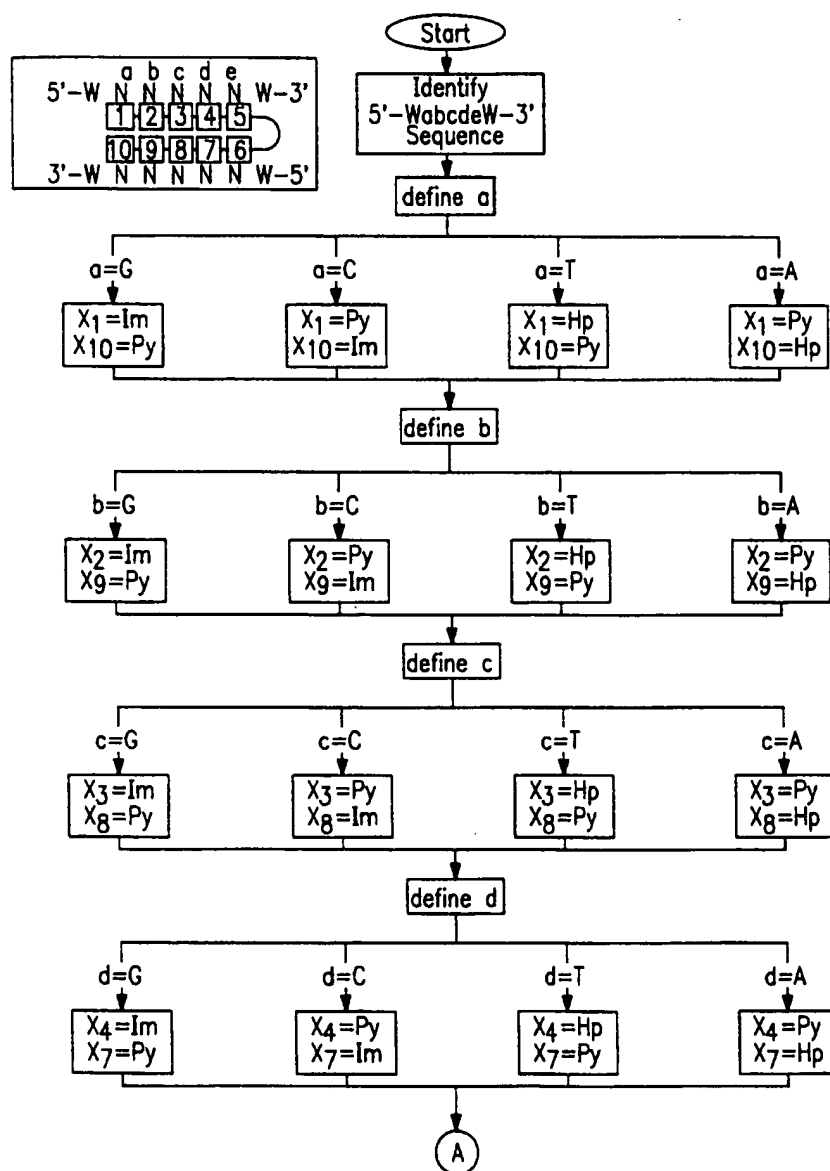 Start
a b c d e
5'-W N N N N N W-3'
1 2 3 4 5
10 9 8 7 6
3'-W N N N N N W-5'
Identify
5'-WabcdeW-3'
Sequence
define a
a=G a=C a=T a=A
X1=Im X1=Py X1=Hp X1=Py
X10=Py X10=Im X10=Py X10=Hp
define b
b=G b=C b=T b=A
X2=Im X2=Py X2=Hp X2=Py
X9=Py X9=Im X9=Py X9=Hp
define c
c=G c=C c=T c=A
X3=Im X3=Py X3=Hp X3=Py
X8=Py X8=Im X8=Py X8=Hp
define d
d=G d=C d=T d=A
X4=Im X4=Py X4=Hp X4=Py
X7=Py X7=Im X7=Py X7=Hp
A